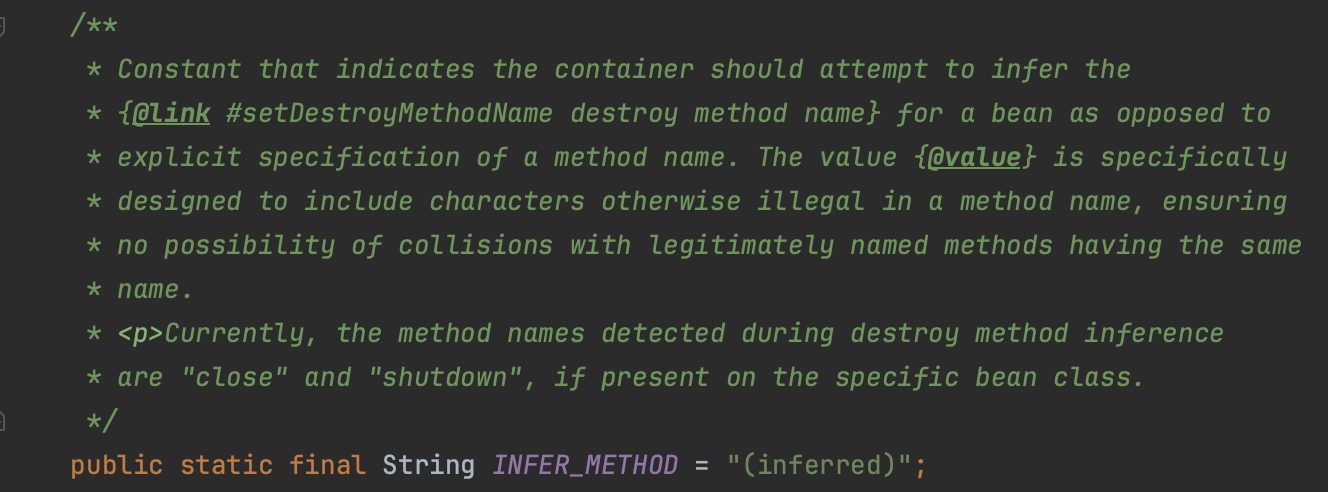 /**
* Constant that indicates the container should attempt to infer the
* {@link #setDestroyMethodName destroy method name} for a bean as opposed to
* explicit specification of a method name. The value {@value} is specifically
* designed to include characters otherwise illegal in a method name, ensuring
* no possibility of collisions with legitimately named methods having the same
* name.
* <p>Currently, the method names detected during destroy method inference
* are "close" and "shutdown", if present on the specific bean class.
*/
public static final String INFER_METHOD = "(inferred)";